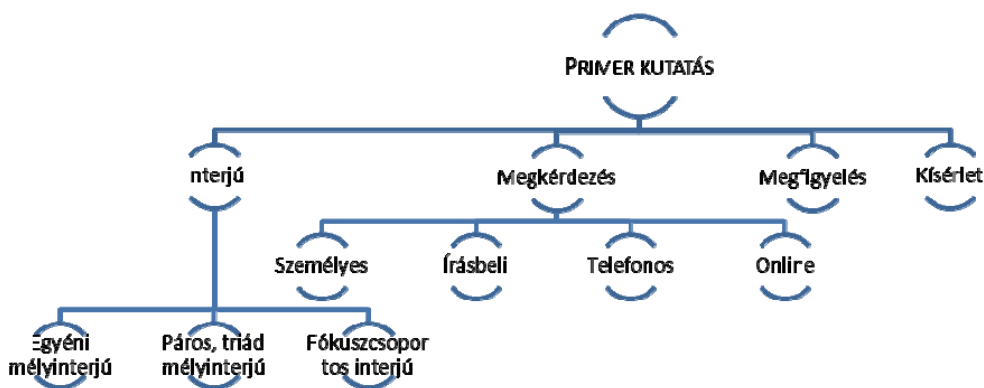 PRIMER KUTATÁS
Interjú
Megkérdezés
Megfigyelés
Kísérlet
Személyes
Írásbeli
Telefonos
Online
Egyéni
mélyinterjú
Páros, triád
mélyinterjú
Fókuszcsopor
tos interjú